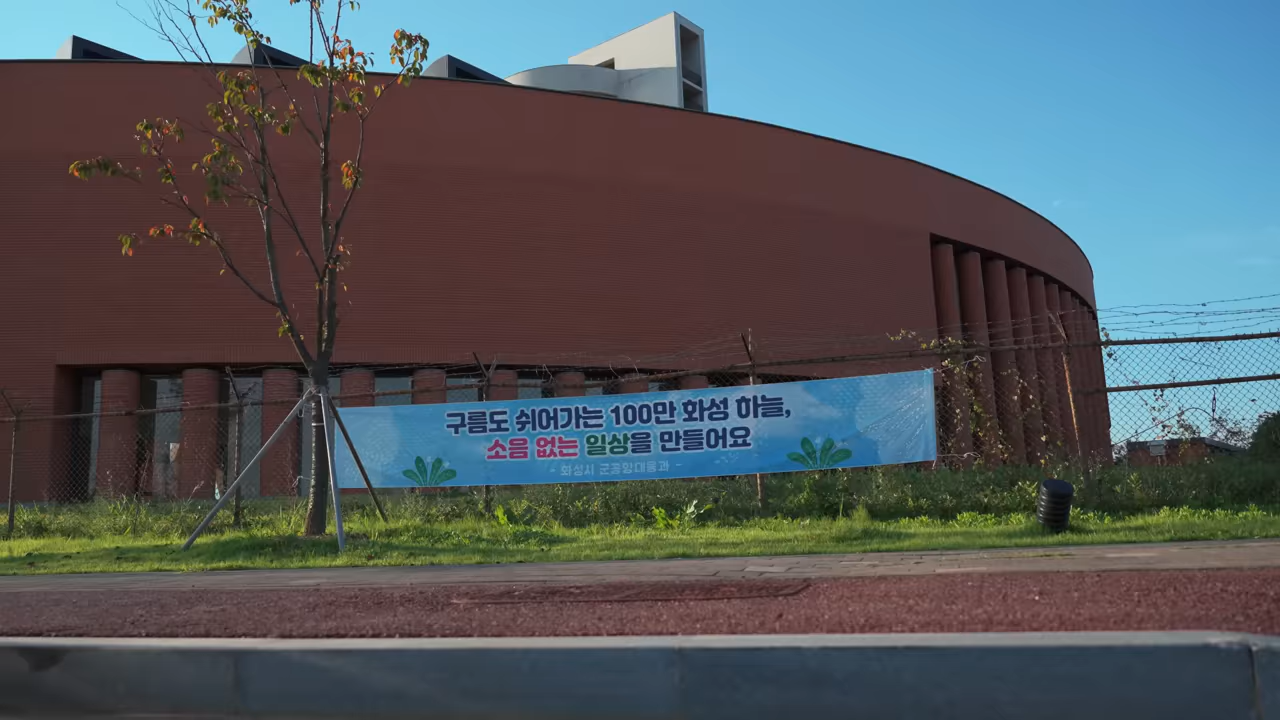 구름도 쉬어가는 100만 화성 하늘,
소음 없는 일상을 만들어요
- 화성시 군공항대응과 -